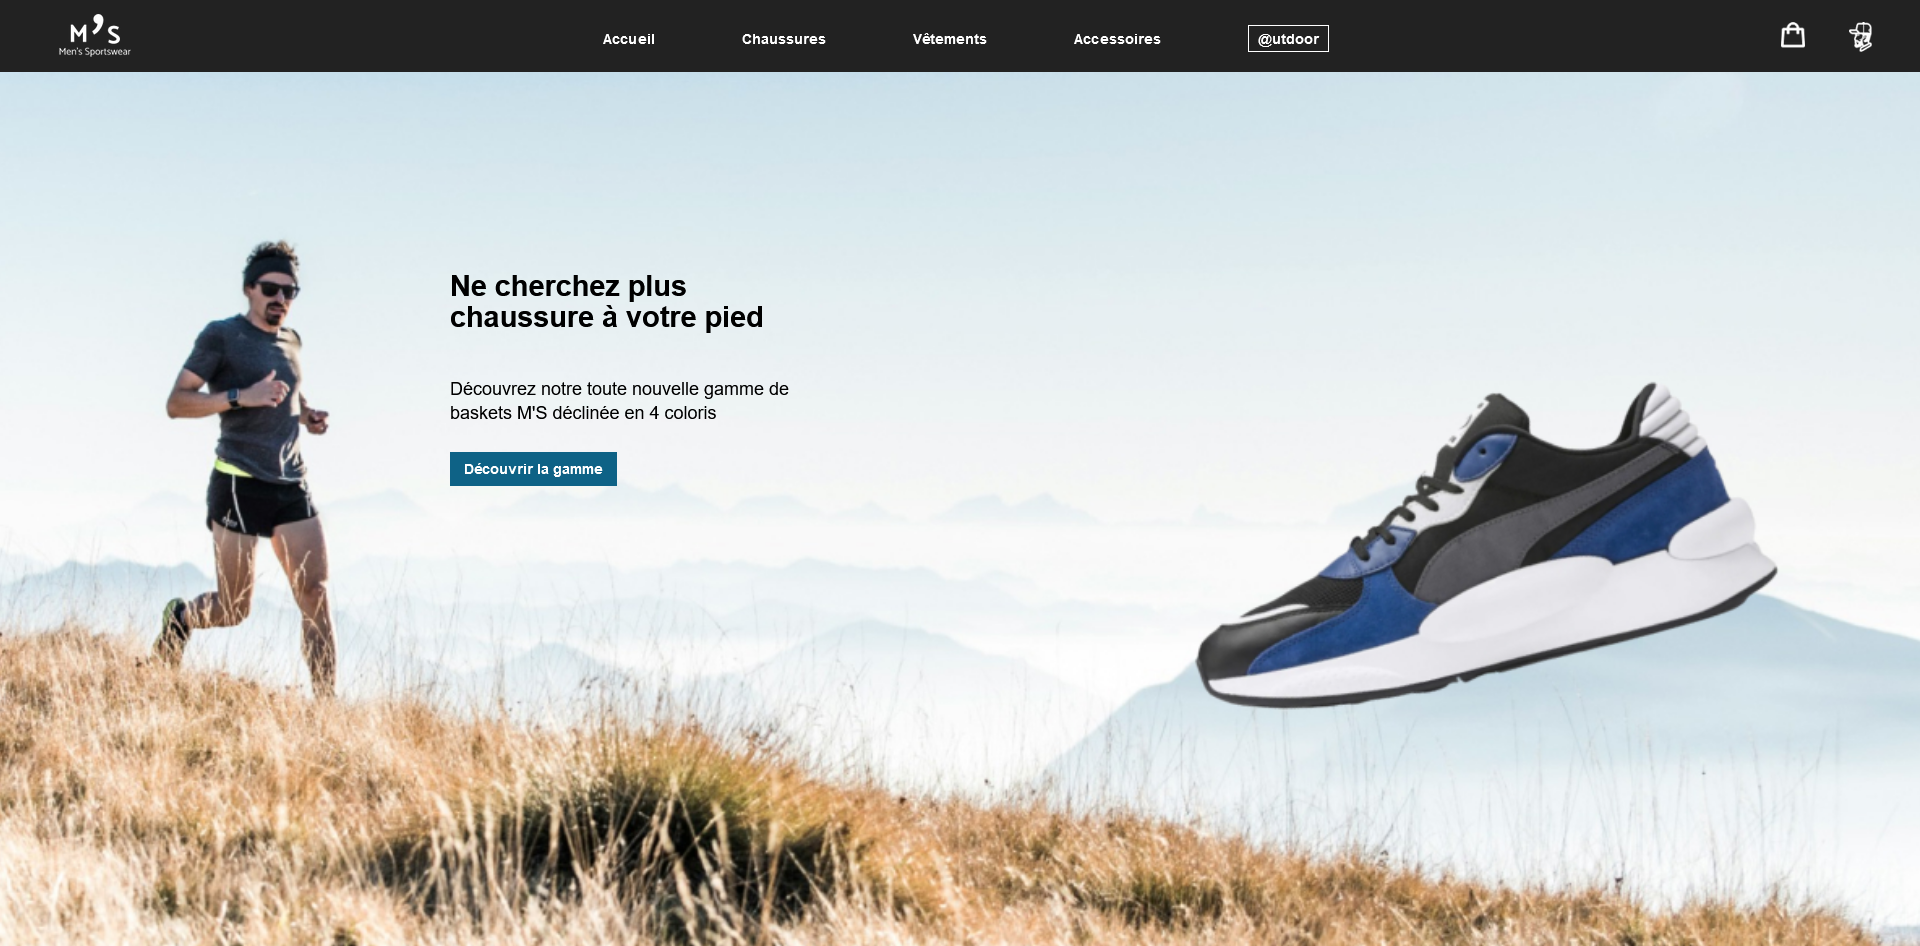 M'S
Men's Sportswear
Accueil
Chaussures
Vêtements
Accessoires
@utdoor
Ne cherchez plus
chaussure à votre pied
Découvrez notre toute nouvelle gamme de
baskets M'S déclinée en 4 coloris
Découvrir la gamme